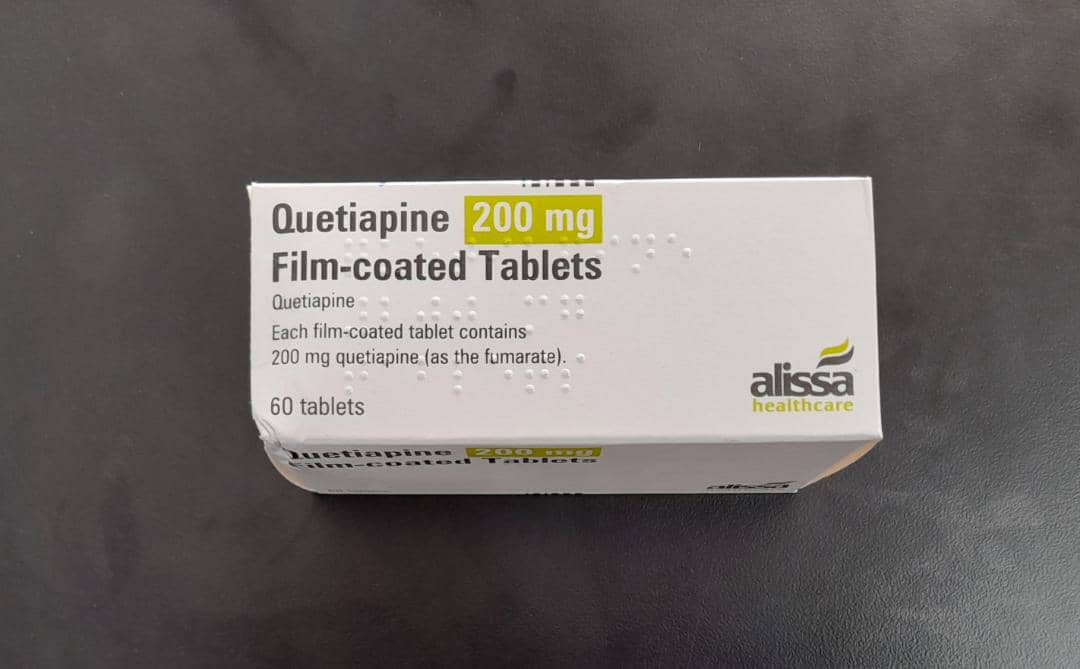 Quetiapine 200 mg
Film-coated Tablets
Quetiapine
Each film-coated tablet contains
200 mg quetiapine (as the fumarate).
60 tablets
alissa
healthcare
Quetiapine 200 mg
Film-coated Tablets
alissa